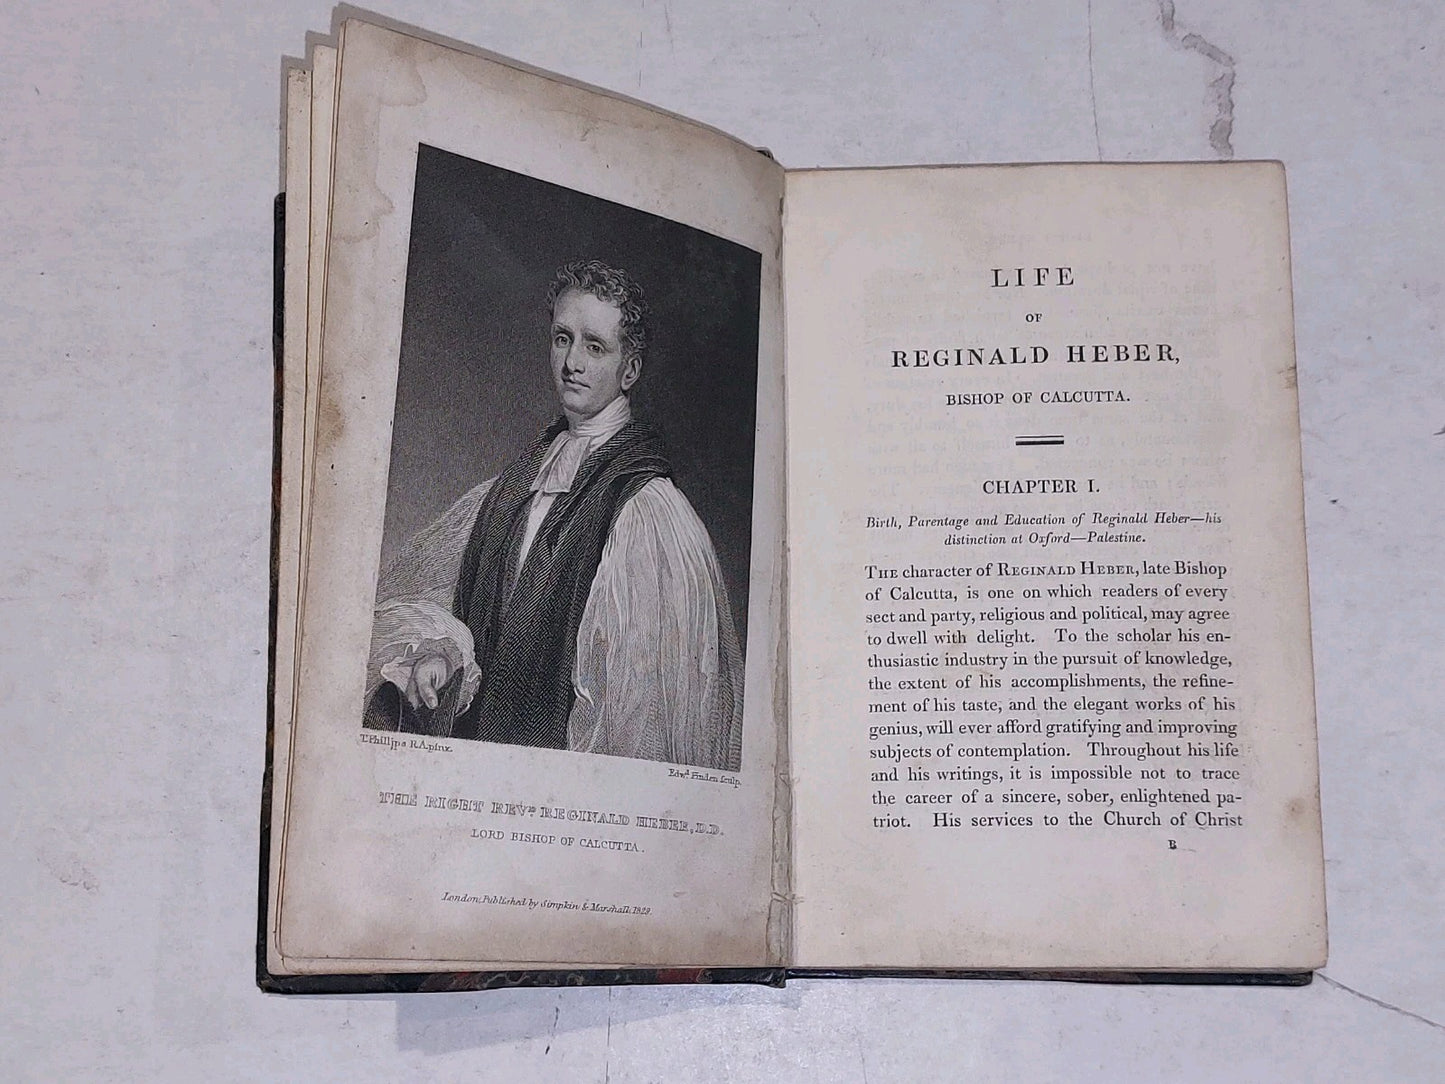 T. Phillips R.A. pinx.
Edwd. Finden sculp.
THE RIGHT REVD. REGINALD HEBER, D.D.
LORD BISHOP OF CALCUTTA.
London; Published by Simpkin & Marshall; 1829.
LIFE
OF
REGINALD HEBER,
BISHOP OF CALCUTTA.
CHAPTER I.
Birth, Parentage and Education of Reginald Heber—his
distinction at Oxford—Palestine.
THE character of REGINALD HEBER, late Bishop
of Calcutta, is one on which readers of every
sect and party, religious and political, may agree
to dwell with delight. To the scholar his en-
thusiastic industry in the pursuit of knowledge,
the extent of his accomplishments, the refine-
ment of his taste, and the elegant works of his
genius, will ever afford gratifying and improving
subjects of contemplation. Throughout his life
and his writings, it is impossible not to trace
the career of a sincere, sober, enlightened pa-
triot. His services to the Church of Christ
B